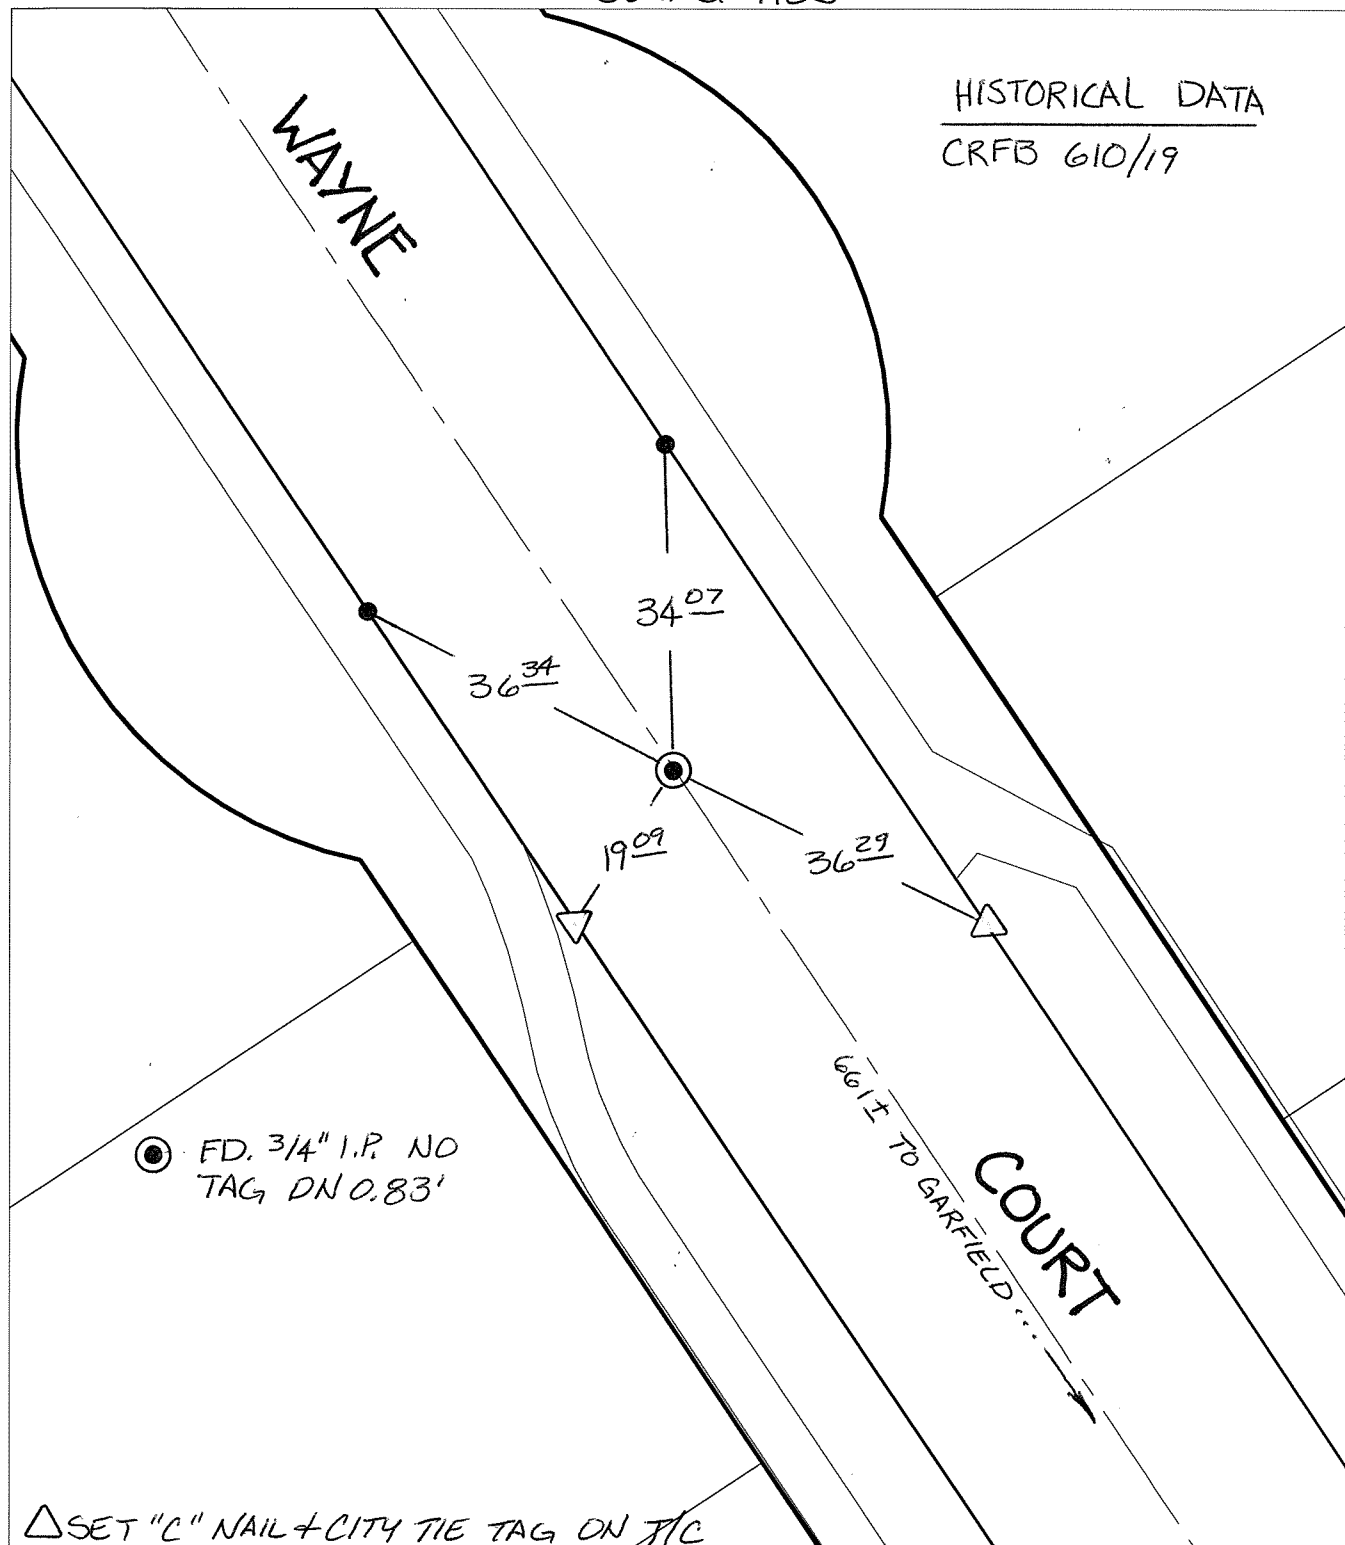 HISTORICAL DATA
CRFB 610/19
WAYNE
34 07
36 34
19 09
36 29
661± TO GARFIELD...
COURT
FD. 3/4" I.P. NO
TAG DN 0.83'
SET "C" NAIL & CITY TIE TAG ON T/C